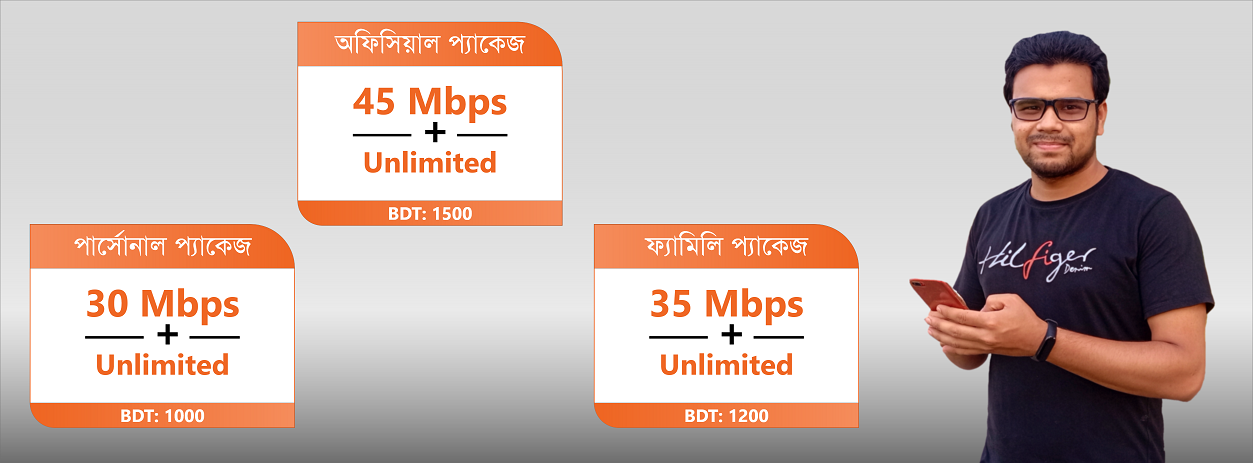 অফিসিয়াল প্যাকেজ
45 Mbps
+
Unlimited
BDT: 1500
পার্সোনাল প্যাকেজ
30 Mbps
+
Unlimited
BDT: 1000
ফ্যামিলি প্যাকেজ
35 Mbps
+
Unlimited
BDT: 1200
Hilfiger
Denim